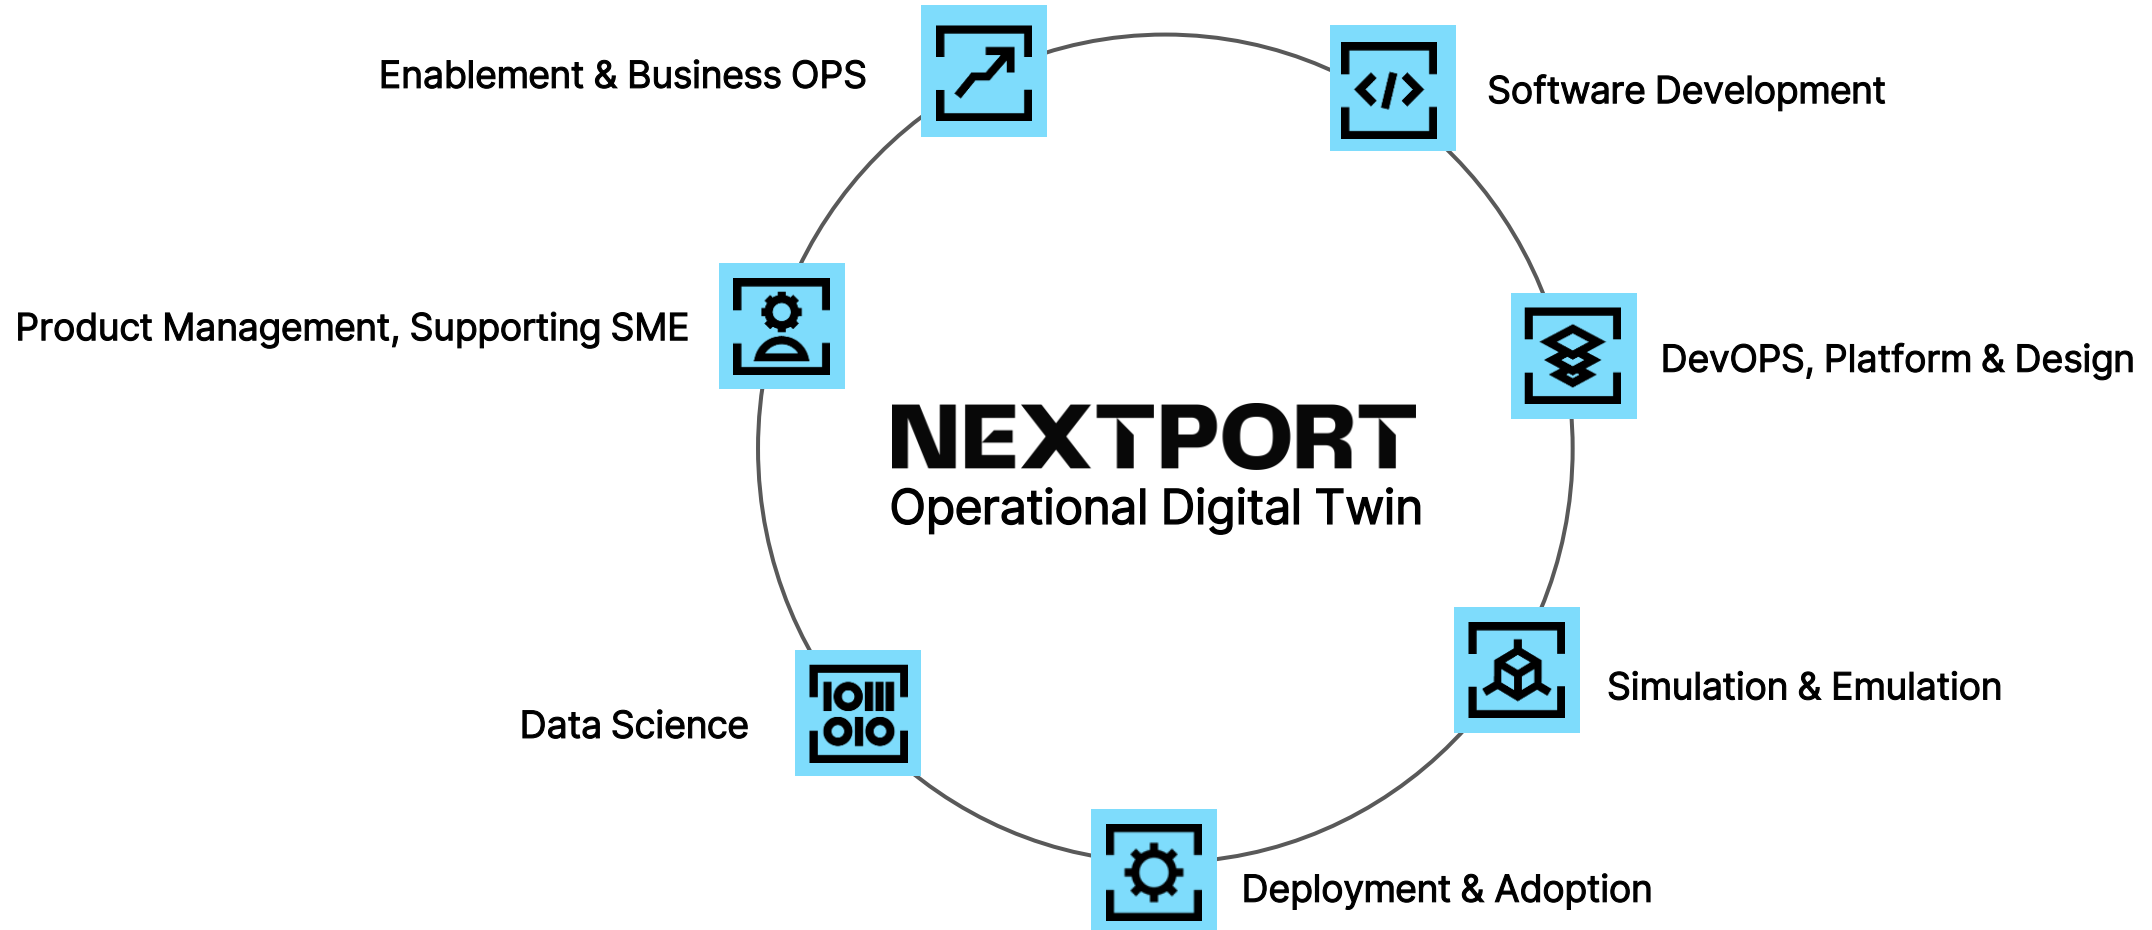 Enablement & Business OPS
Software Development
Product Management, Supporting SME
DevOPS, Platform & Design
NEXTPORT
Operational Digital Twin
Simulation & Emulation
Data Science
Deployment & Adoption